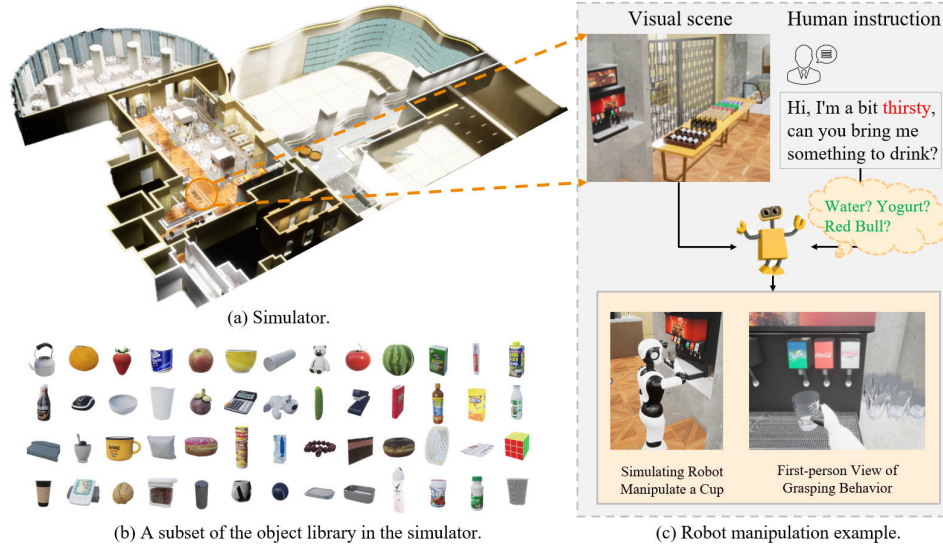 Visual scene
Human instruction
Hi, I'm a bit thirsty,
can you bring me
something to drink?
Water? Yogurt?
Red Bull?
(a) Simulator.
Simulating Robot
Manipulate a Cup
First-person View of
Grasping Behavior
(b) A subset of the object library in the simulator.
(c) Robot manipulation example.